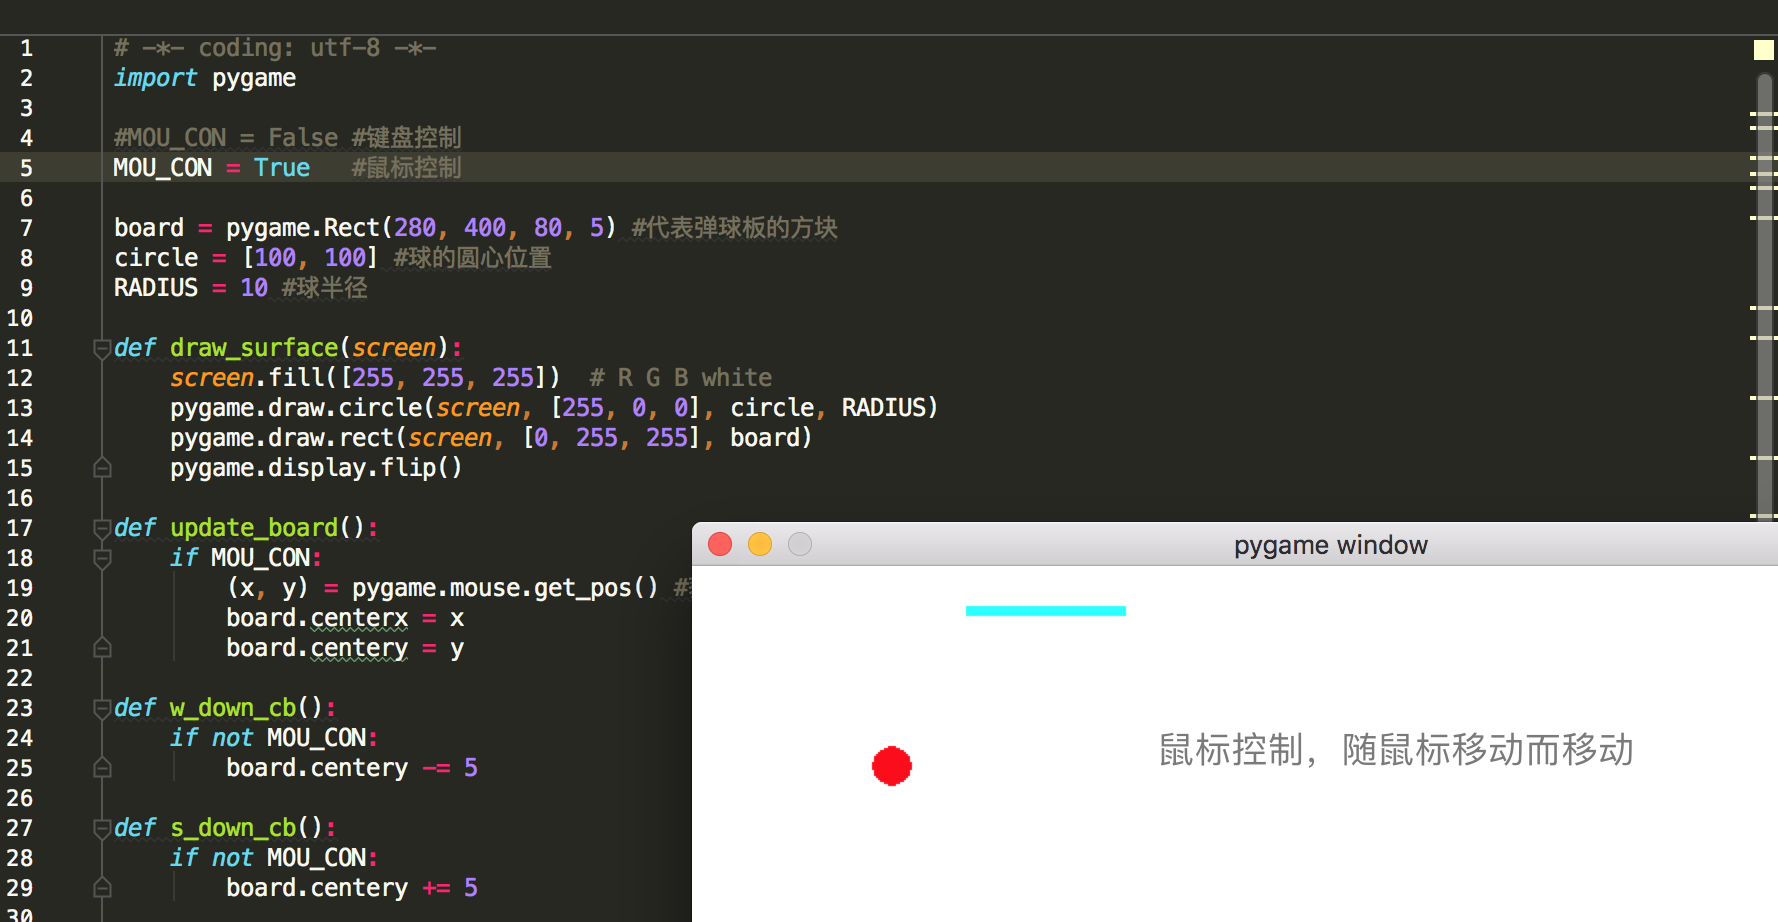 1 # -*- coding: utf-8 -*-
2 import pygame
3
4 #MOU_CON = False #键盘控制
5 MOU_CON = True   #鼠标控制
6
7 board = pygame.Rect(280, 400, 80, 5) #代表弹球板的方块
8 circle = [100, 100] #球的圆心位置
9 RADIUS = 10 #球半径
10
11 def draw_surface(screen):
12     screen.fill([255, 255, 255])  # R G B white
13     pygame.draw.circle(screen, [255, 0, 0], circle, RADIUS)
14     pygame.draw.rect(screen, [0, 255, 255], board)
15     pygame.display.flip()
16
17 def update_board():
18     if MOU_CON:
19         (x, y) = pygame.mouse.get_pos() #
20         board.centerx = x
21         board.centery = y
22
23 def w_down_cb():
24     if not MOU_CON:
25         board.centery -= 5
26
27 def s_down_cb():
28     if not MOU_CON:
29         board.centery += 5
30
pygame window
鼠标控制，随鼠标移动而移动